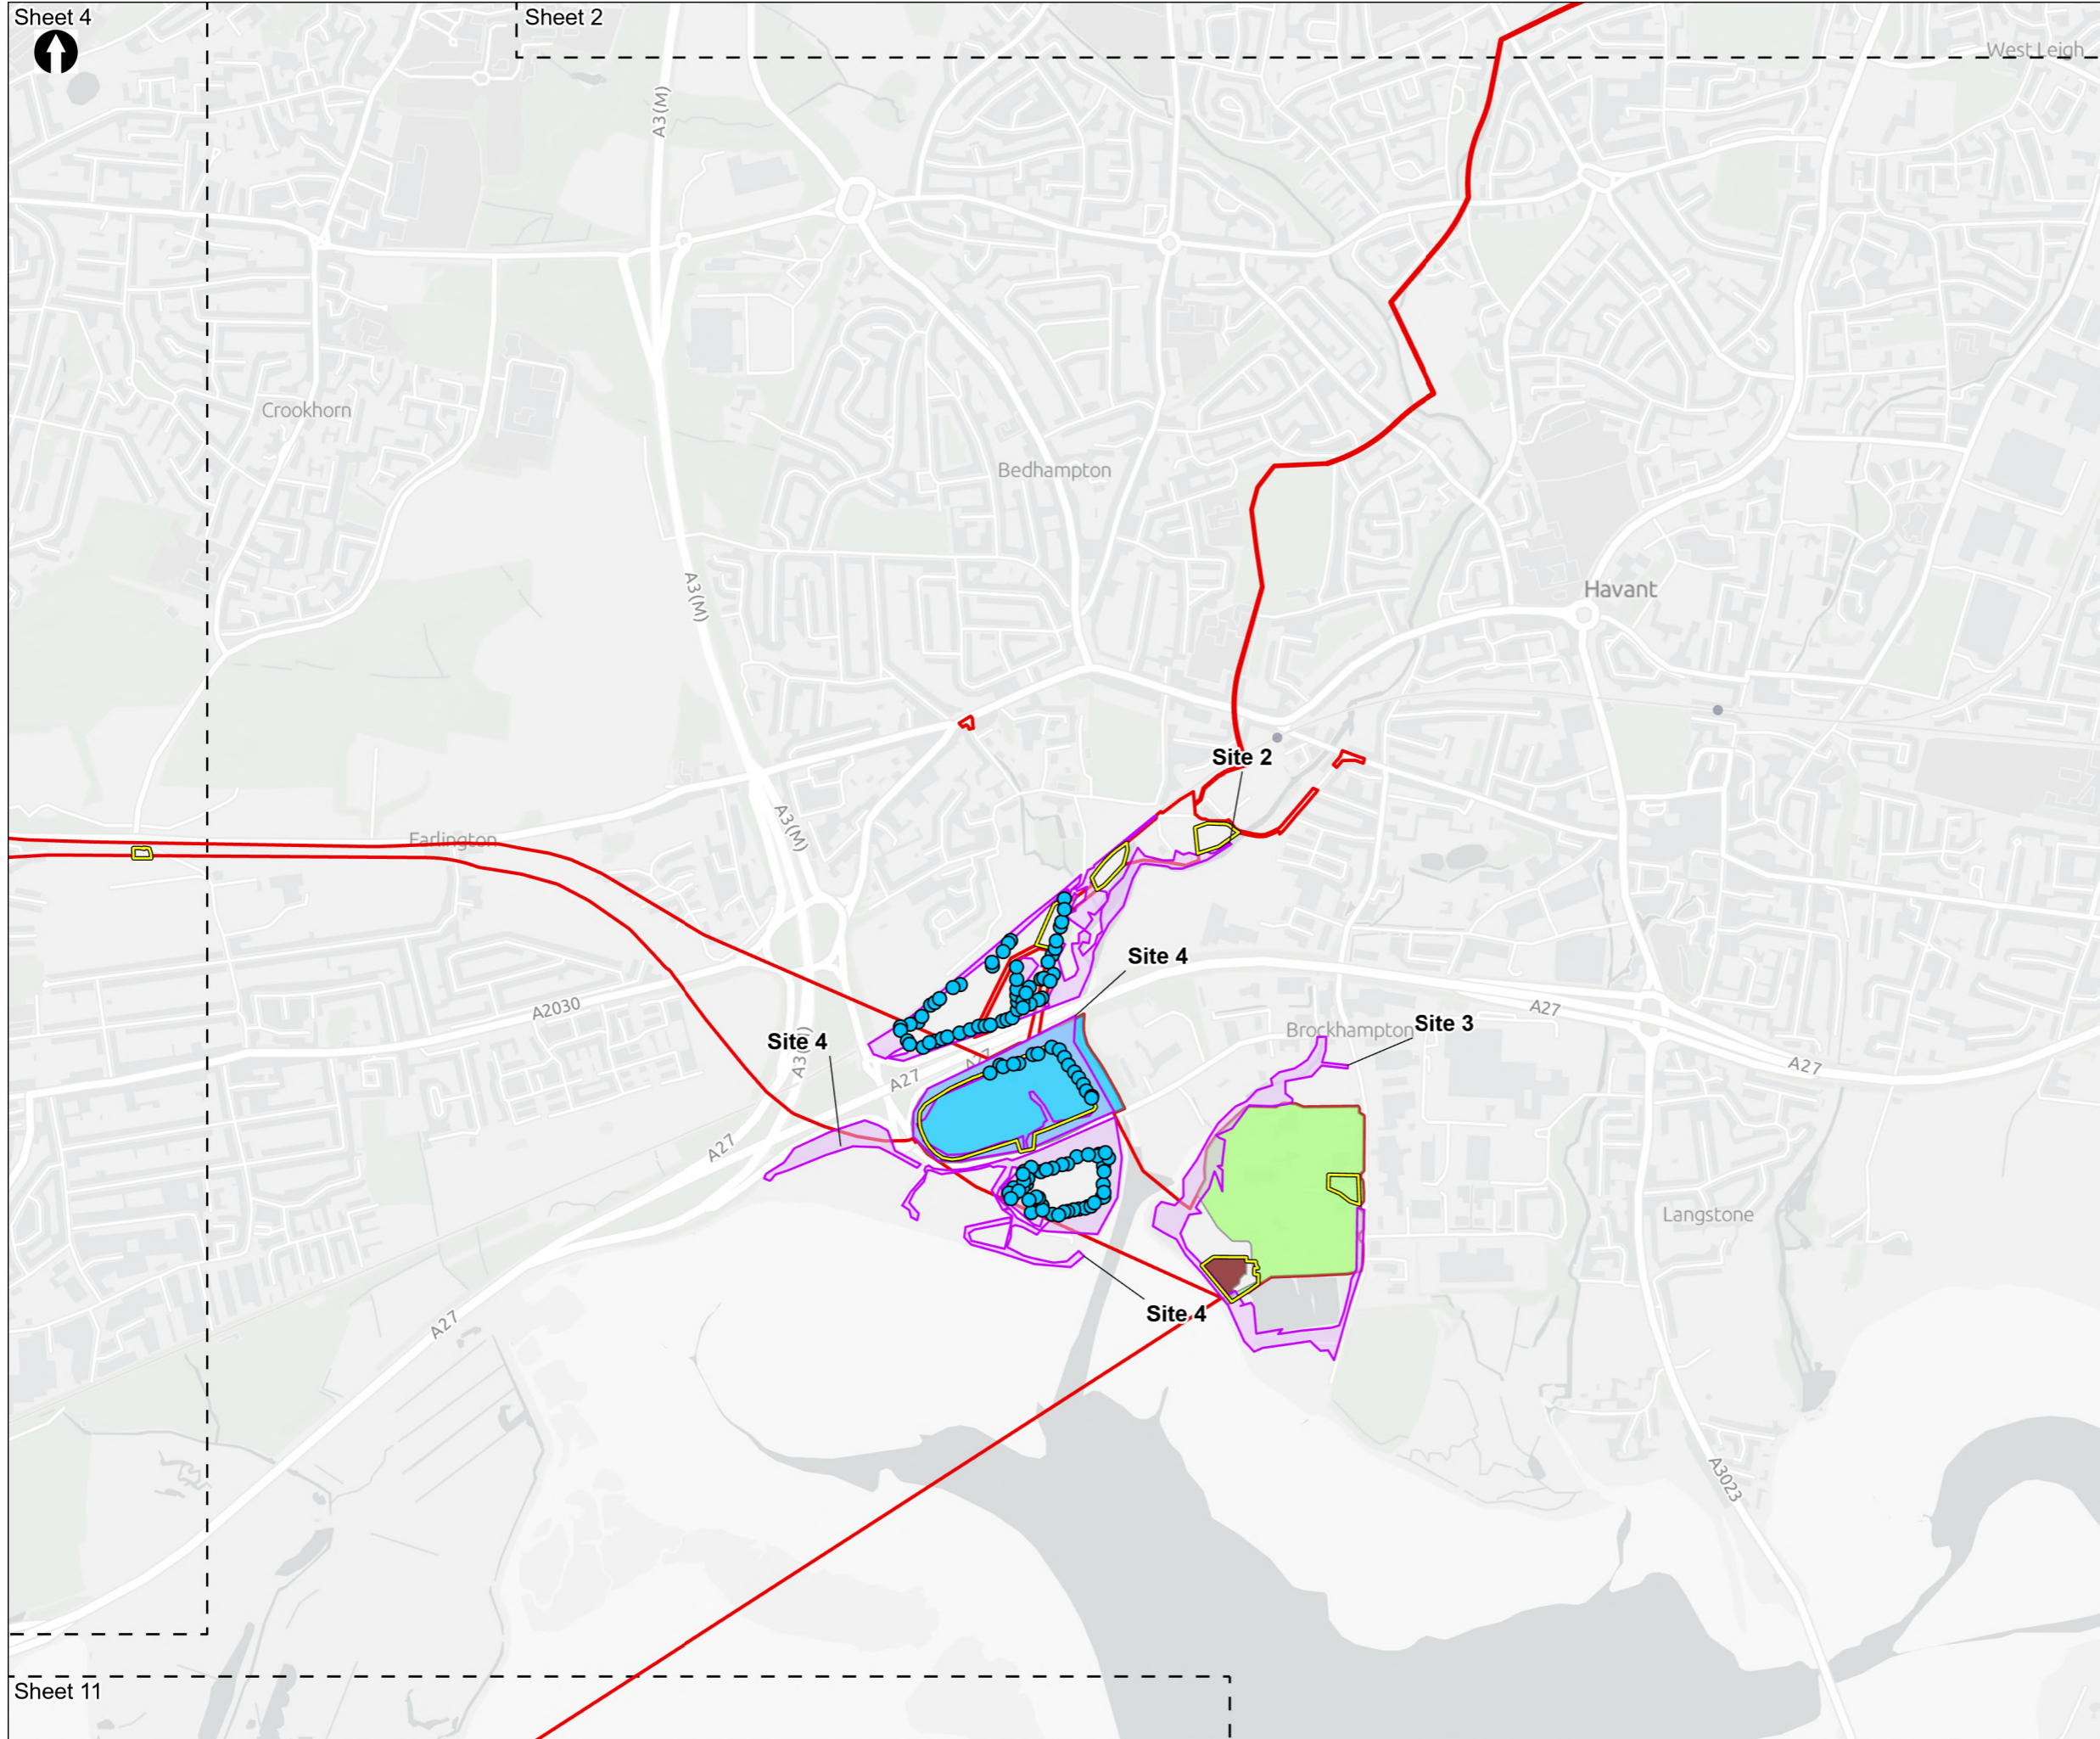 Sheet 4
Sheet 2
West Leigh
A3(M)
Crookhorn
Bedhampton
A3(M)
Havant
Site 2
A3(M)
Farlington
Site 4
A2030
A27
Brockhampton
Site 3
Site 4
A3(M)
A27
A27
A27
A27
Langstone
Site 4
A27
A3023
Sheet 11